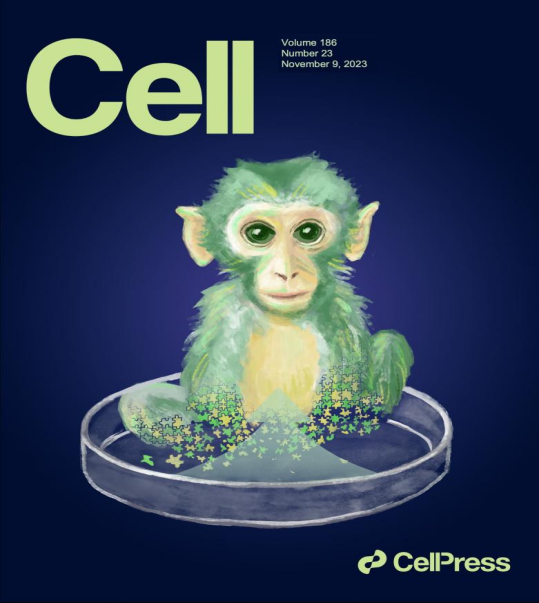 Cell
Volume 186
Number 23
November 9, 2023
CellPress